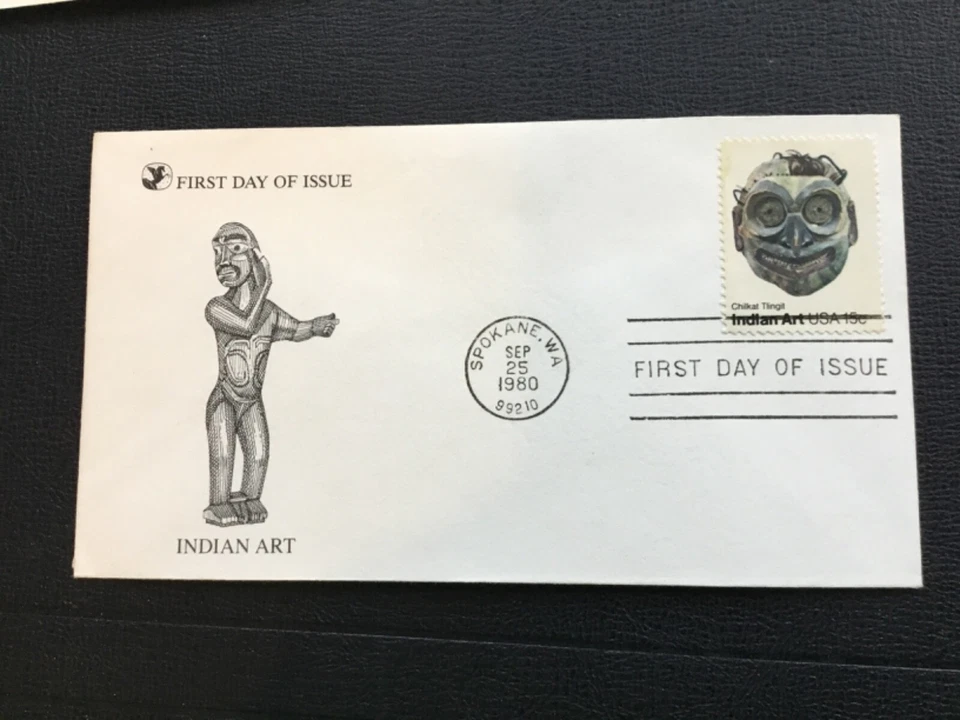 FIRST DAY OF ISSUE
INDIAN ART
SPOKANE, WA
SEP
25
1980
99210
Chilkat Tlingit
Indian Art USA 15c
FIRST DAY OF ISSUE